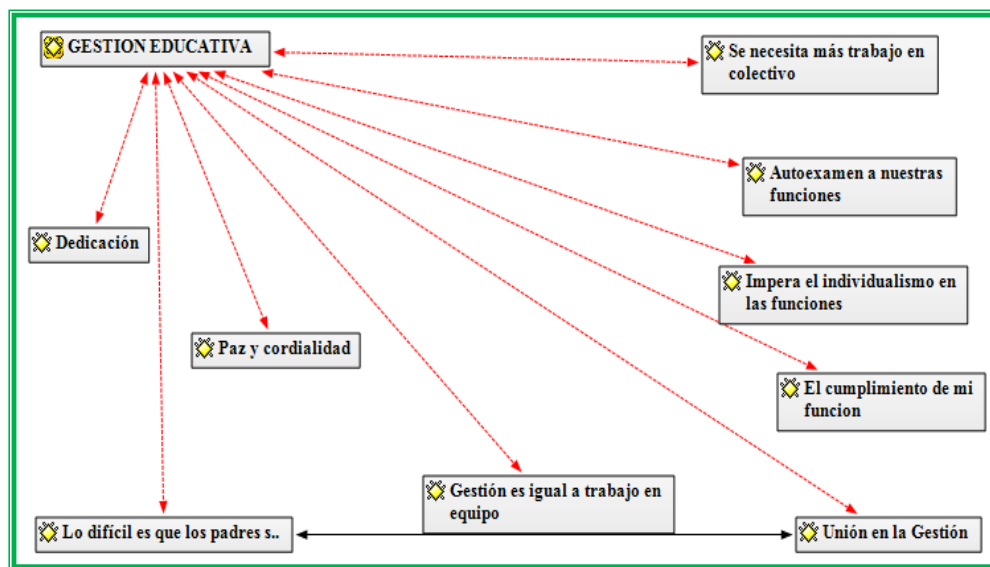 GESTION EDUCATIVA
Se necesita más trabajo en
colectivo
Autoexamen a nuestras
funciones
Dedicación
Impera el individualismo en
las funciones
Paz y cordialidad
El cumplimiento de mi
funcion
Gestión es igual a trabajo en
equipo
Lo difícil es que los padres s..
Unión en la Gestión